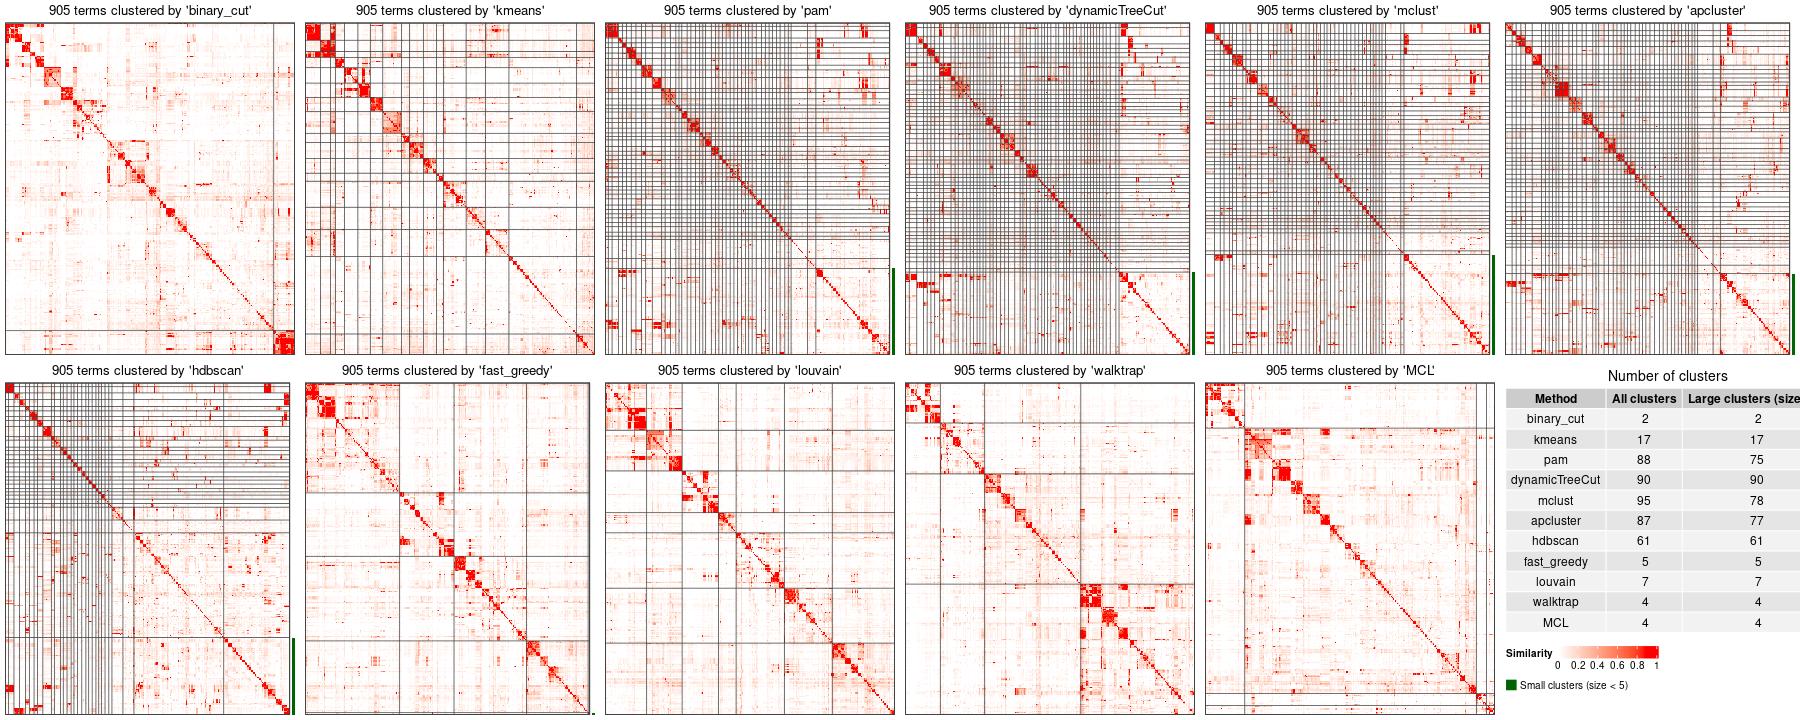 905 terms clustered by 'binary_cut'
905 terms clustered by 'kmeans'
905 terms clustered by 'pam'
905 terms clustered by 'dynamicTreeCut'
905 terms clustered by 'mclust'
905 terms clustered by 'apcluster'
905 terms clustered by 'hdbscan'
905 terms clustered by 'fast_greedy'
905 terms clustered by 'louvain'
905 terms clustered by 'walktrap'
905 terms clustered by 'MCL'
Number of clusters
Method All clusters Large clusters (size
binary_cut 2 2
kmeans 17 17
pam 88 75
dynamicTreeCut 90 90
mclust 95 78
apcluster 87 77
hdbscan 61 61
fast_greedy 5 5
louvain 7 7
walktrap 4 4
MCL 4 4
Similarity
0 0.2 0.4 0.6 0.8 1
Small clusters (size < 5)